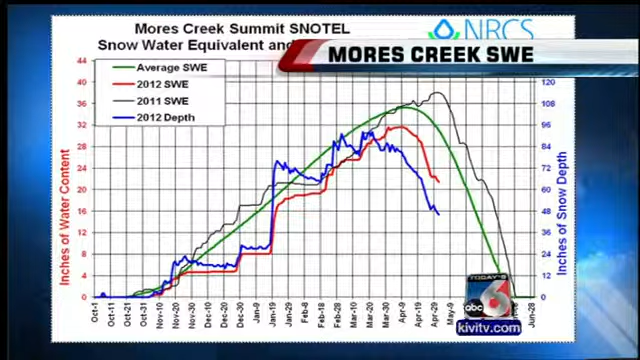 Mores Creek Summit SNOTEL
Snow Water Equivalent and
NRCS
MORES CREEK SWE
Average SWE
2012 SWE
2011 SWE
2012 Depth
Inches of Water Content
44
40
36
32
28
24
20
16
12
8
4
0
Inches of Snow Depth
120
108
96
84
72
60
48
36
24
12
0
Oct-1
Oct-11
Oct-21
Oct-31
Nov-10
Nov-20
Nov-30
Dec-10
Dec-20
Dec-30
Jan-9
Jan-19
Jan-29
Feb-8
Feb-18
Feb-28
Mar-10
Mar-20
Mar-30
Apr-9
Apr-19
Apr-29
May-9
Jun-28
TODAY'S
abc 6
kivitv.com